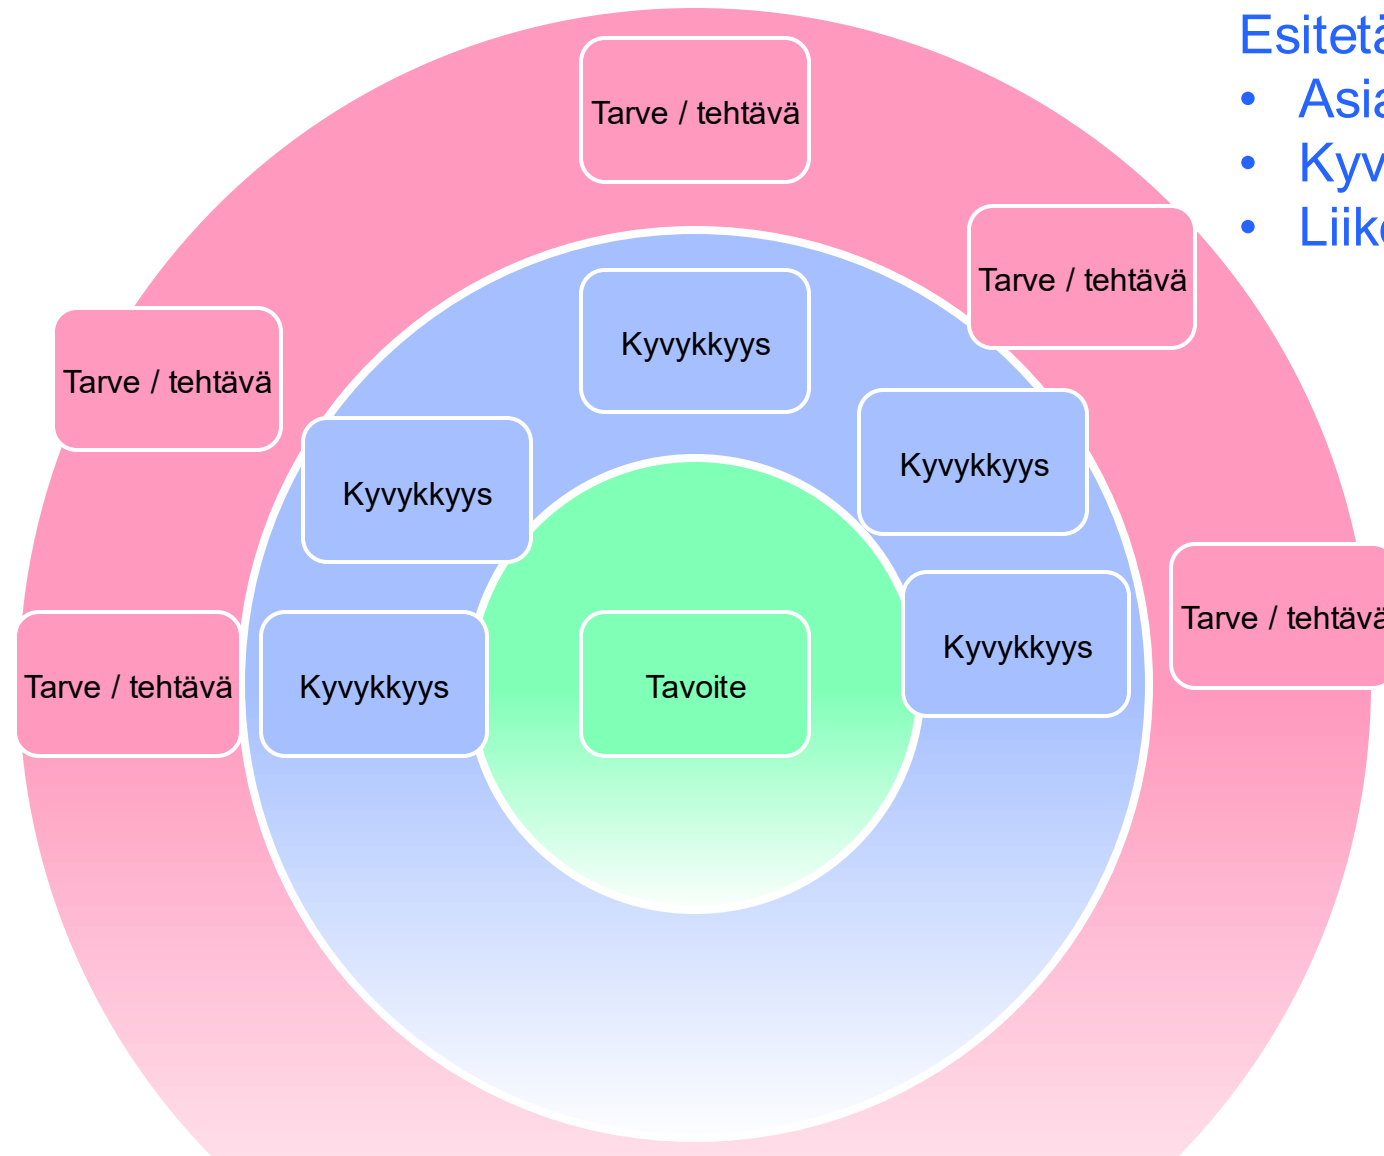 Esitetä
• Asia
• Kyv
• Liik
Tarve / tehtävä
Tarve / tehtävä
Kyvykkyys
Tarve / tehtävä
Kyvykkyys
Kyvykkyys
Tarve / tehtävä
Kyvykkyys
Tarve / tehtävä
Kyvykkyys
Tavoite